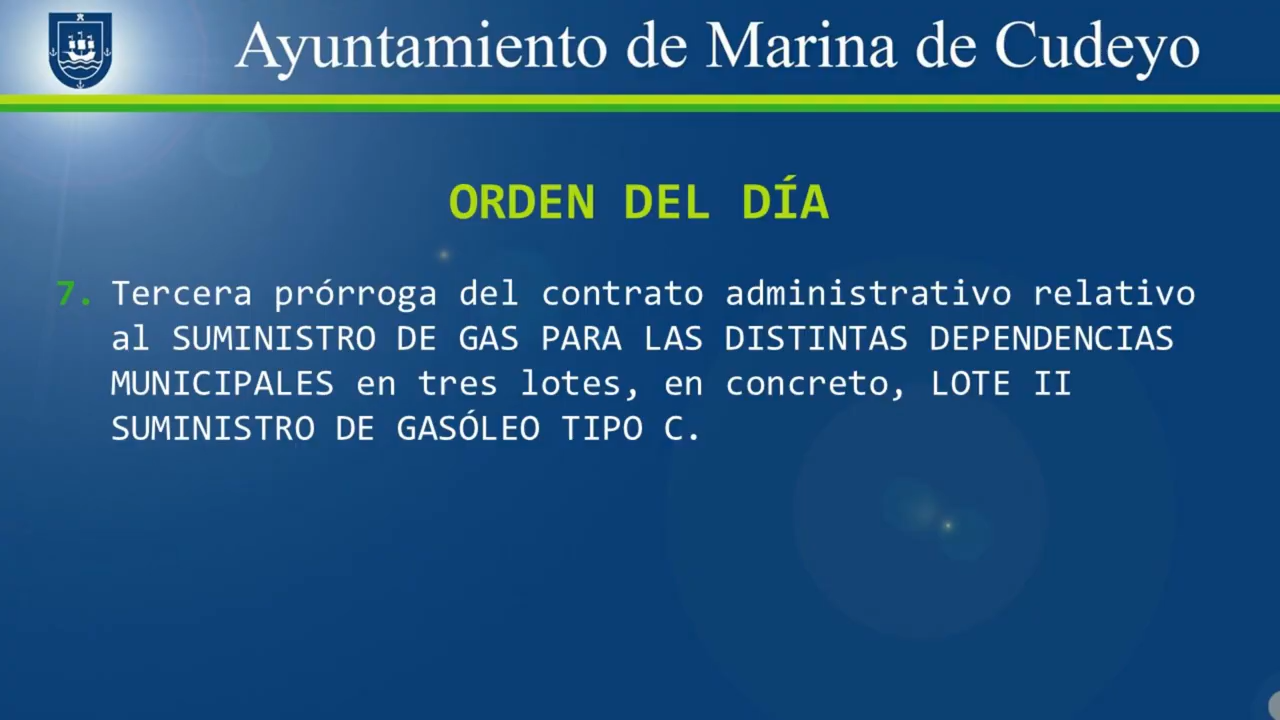 Ayuntamiento de Marina de Cudeyo
ORDEN DEL DÍA
7. Tercera prórroga del contrato administrativo relativo
al SUMINISTRO DE GAS PARA LAS DISTINTAS DEPENDENCIAS
MUNICIPALES en tres lotes, en concreto, LOTE II
SUMINISTRO DE GASÓLEO TIPO C.